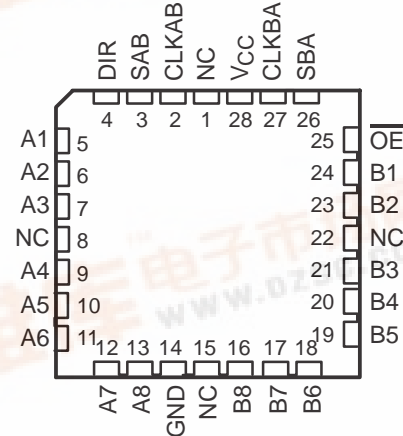 DIR SAB CLKAB NC VCC CLKBA SBA
4 3 2 1 28 27 26
A1 5 25 OE
A2 6 24 B1
A3 7 23 B2
NC 8 22 NC
A4 9 21 B3
A5 10 20 B4
A6 11 19 B5
12 13 14 15 16 17 18
A7 A8 GND NC B8 B7 B6